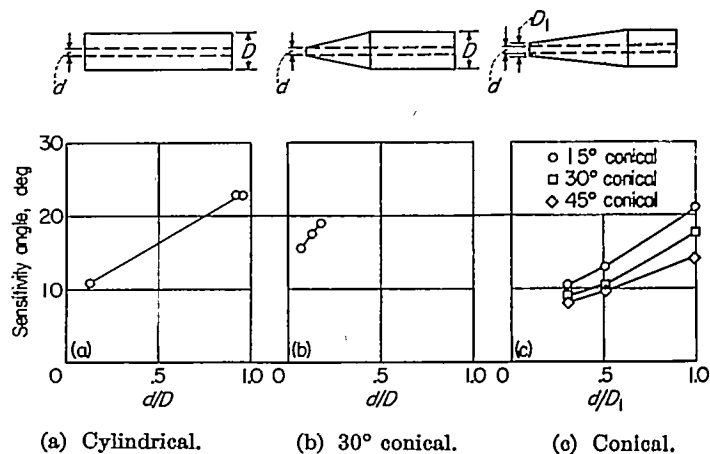 d
D
d
D
d
D₁
Sensitivity angle, deg
30
20
10
0
(a)
.5
1.0
d/D
(b)
0
.5
1.0
d/D
○ 15° conical
□ 30° conical
◇ 45° conical
(c)
0
.5
1.0
d/D₁
(a) Cylindrical.
(b) 30° conical.
(c) Conical.